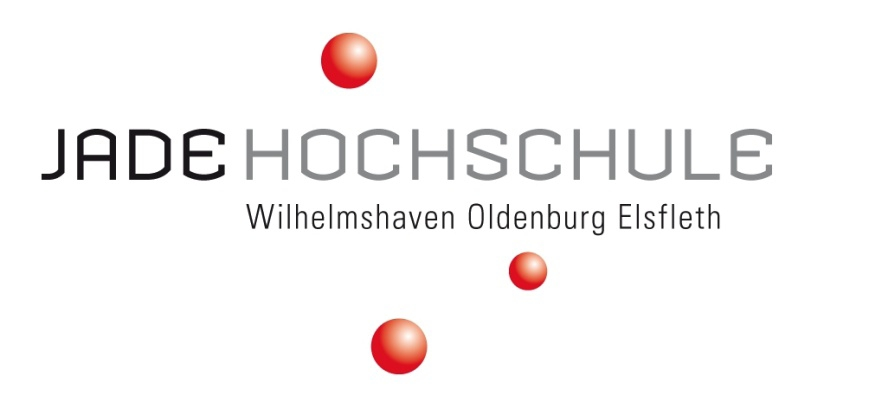 JADE HOCHSCHULE
Wilhelmshaven Oldenburg Elsfleth